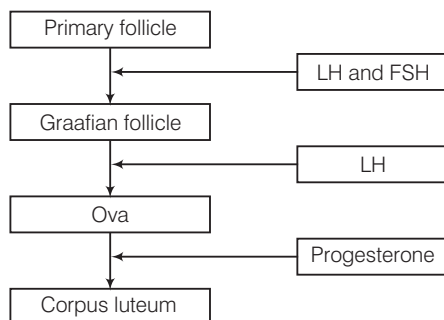 Primary follicle
LH and FSH
Graafian follicle
LH
Ova
Progesterone
Corpus luteum